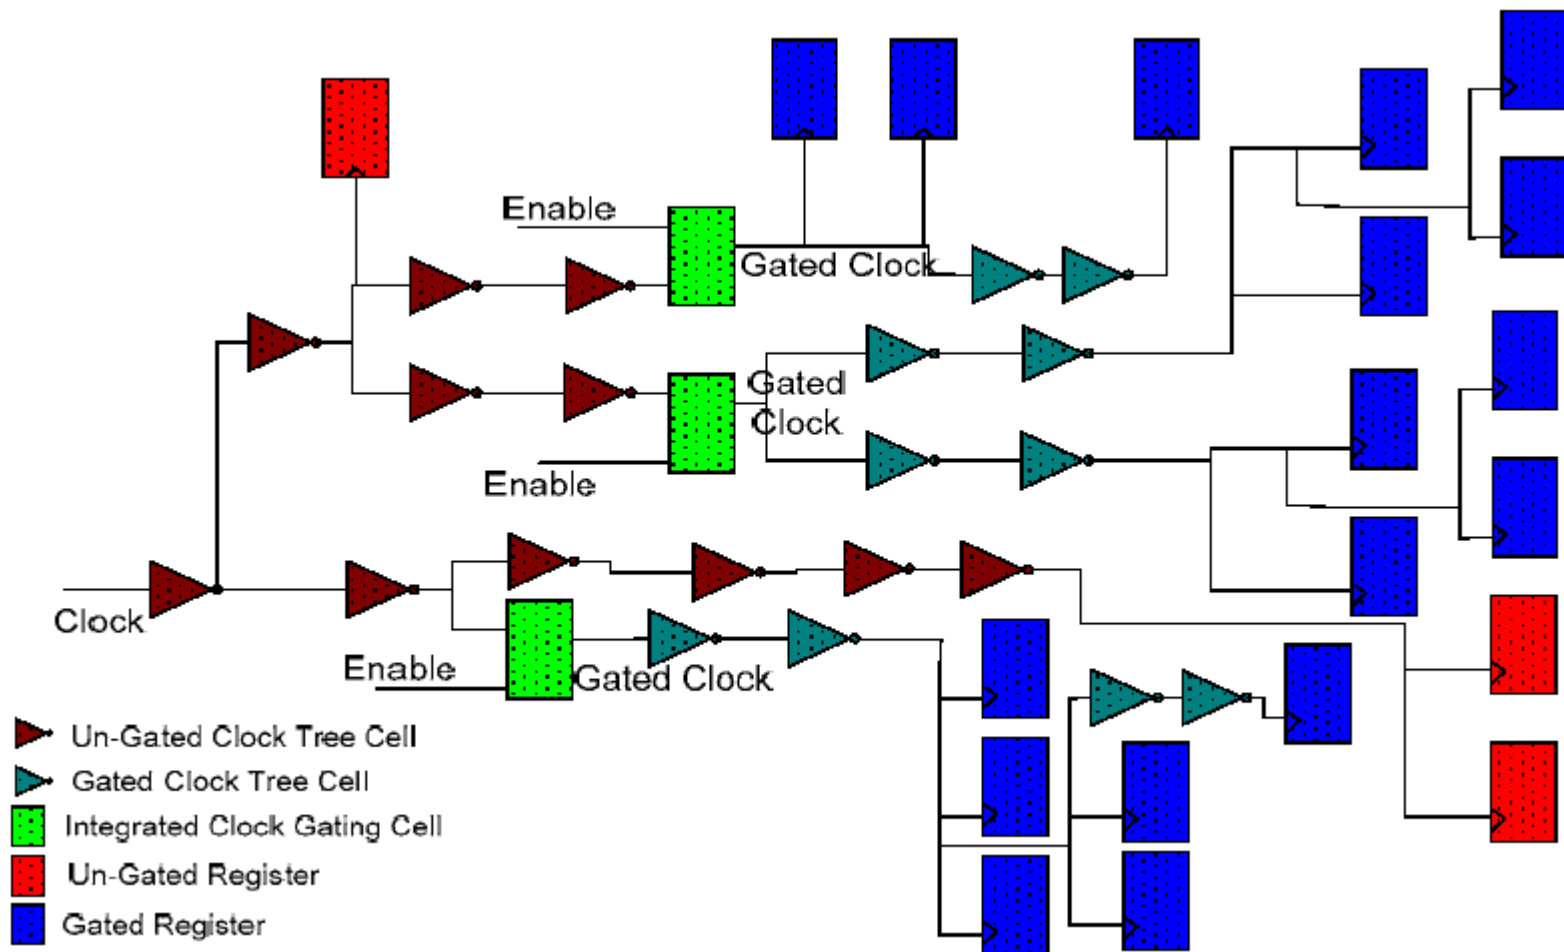 Enable
Gated Clock
Gated
Clock
Enable
Clock
Enable
Gated Clock
Un-Gated Clock Tree Cell
Gated Clock Tree Cell
Integrated Clock Gating Cell
Un-Gated Register
Gated Register